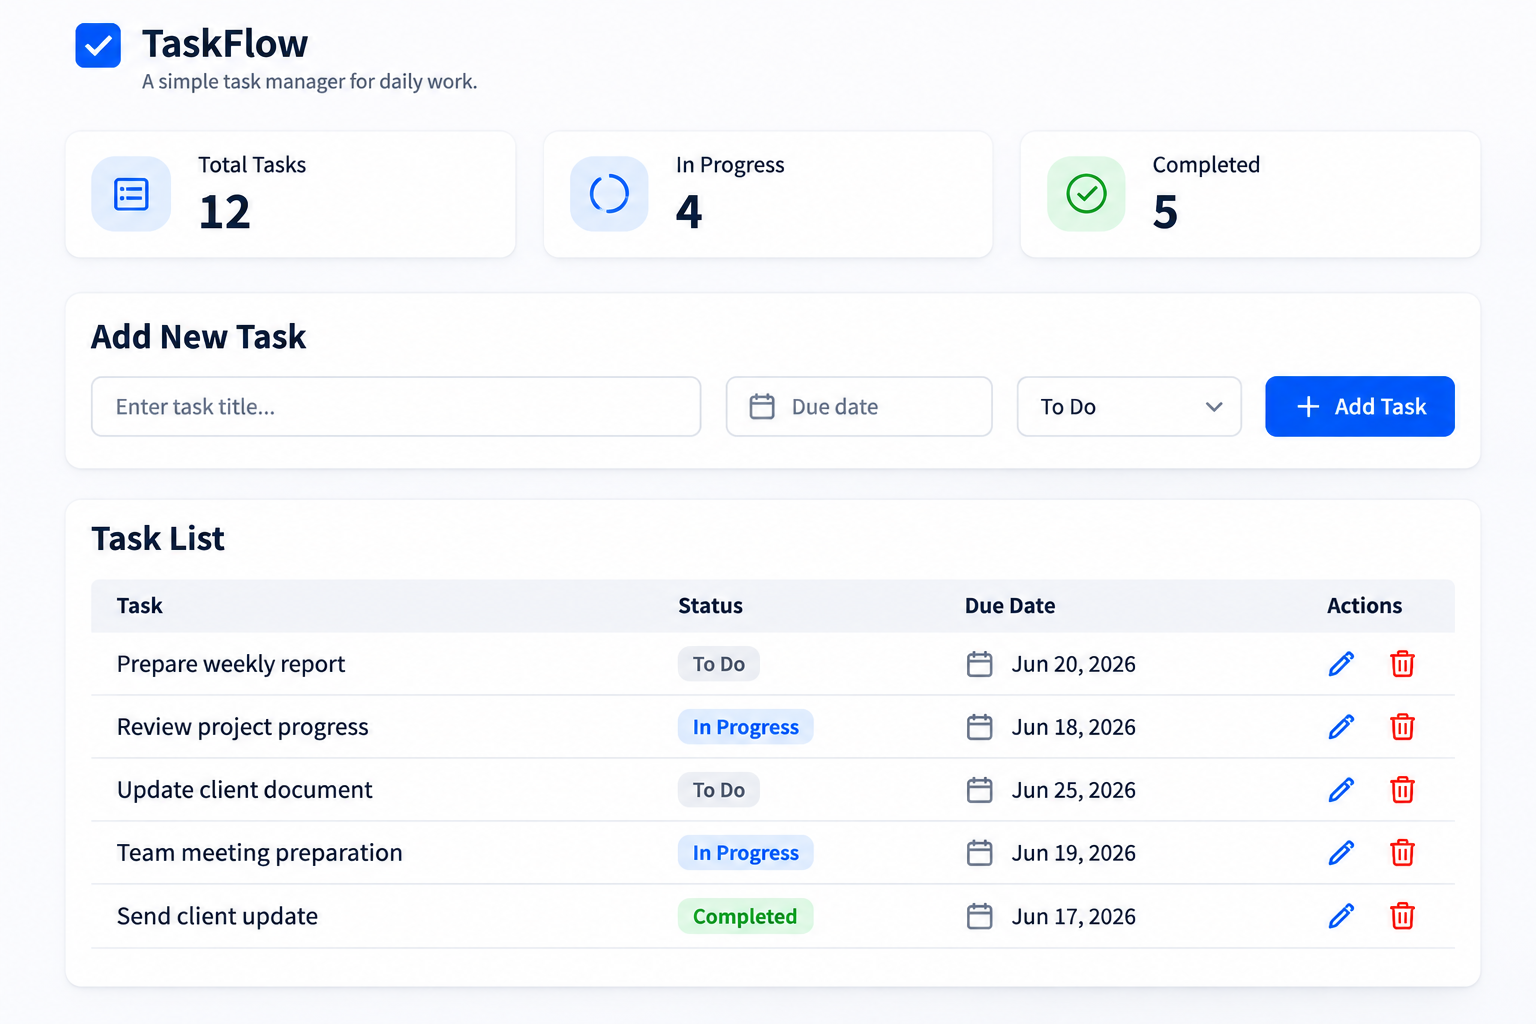 TaskFlow
A simple task manager for daily work.
Total Tasks
12
In Progress
4
Completed
5
Add New Task
Enter task title...
Due date
To Do
Add Task
Task List
Task Status Due Date Actions
Prepare weekly report To Do Jun 20, 2026
Review project progress In Progress Jun 18, 2026
Update client document To Do Jun 25, 2026
Team meeting preparation In Progress Jun 19, 2026
Send client update Completed Jun 17, 2026